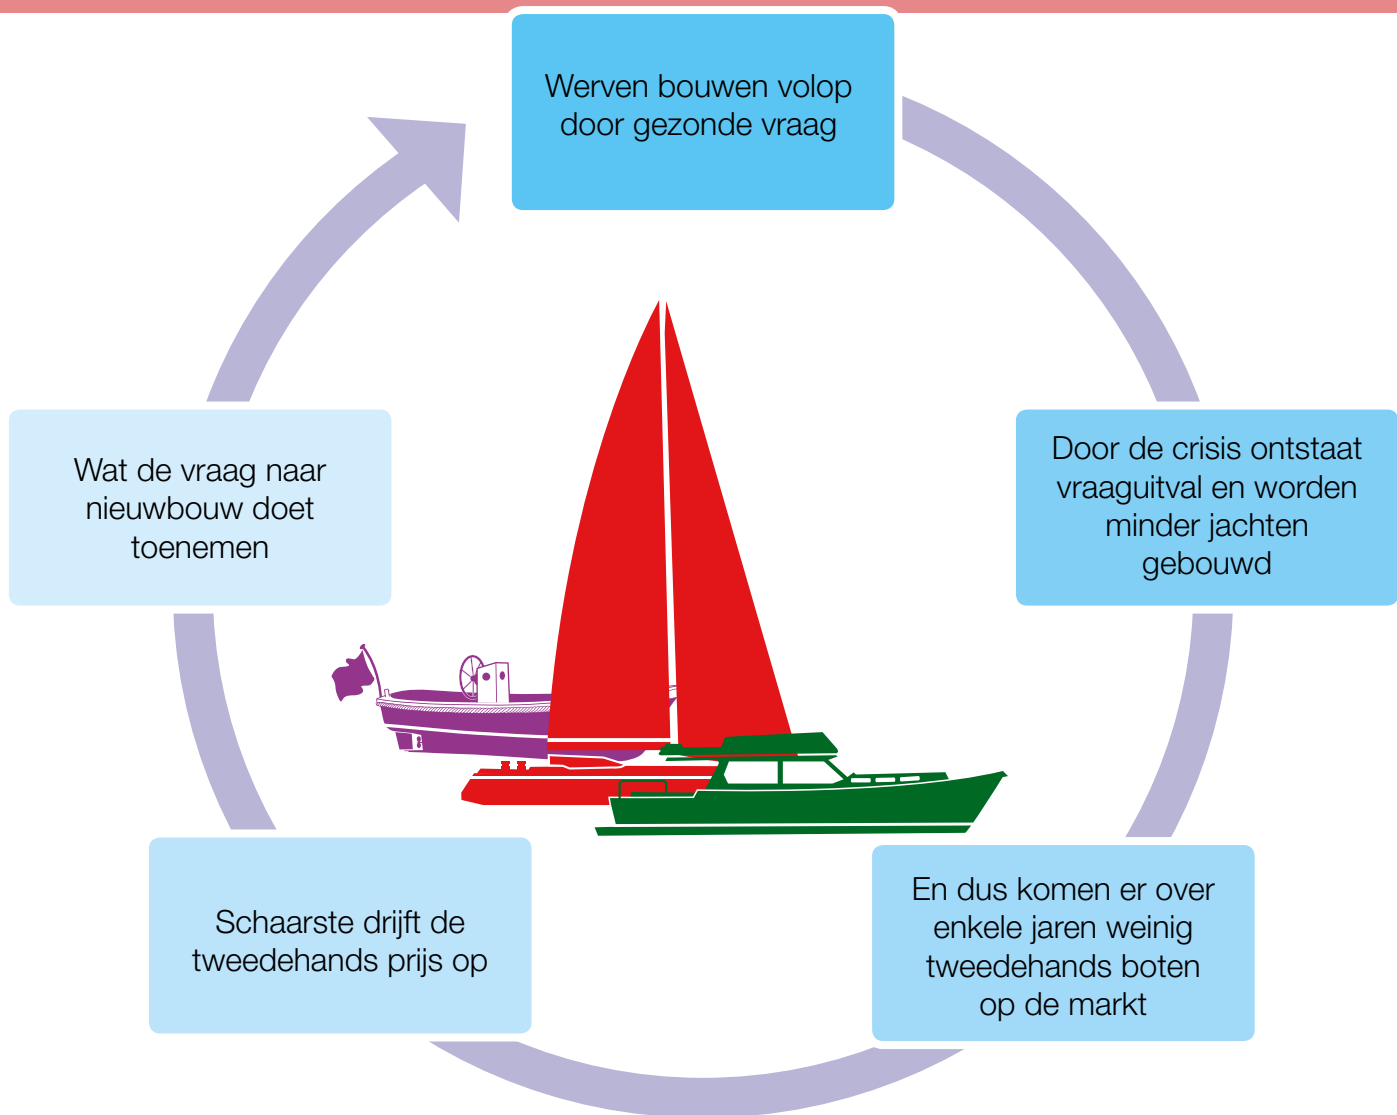 Werven bouwen volop
door gezonde vraag
Door de crisis ontstaat
vraaguitval en worden
minder jachten
gebouwd
En dus komen er over
enkele jaren weinig
tweedehands boten
op de markt
Schaarste drijft de
tweedehands prijs op
Wat de vraag naar
nieuwbouw doet
toenemen